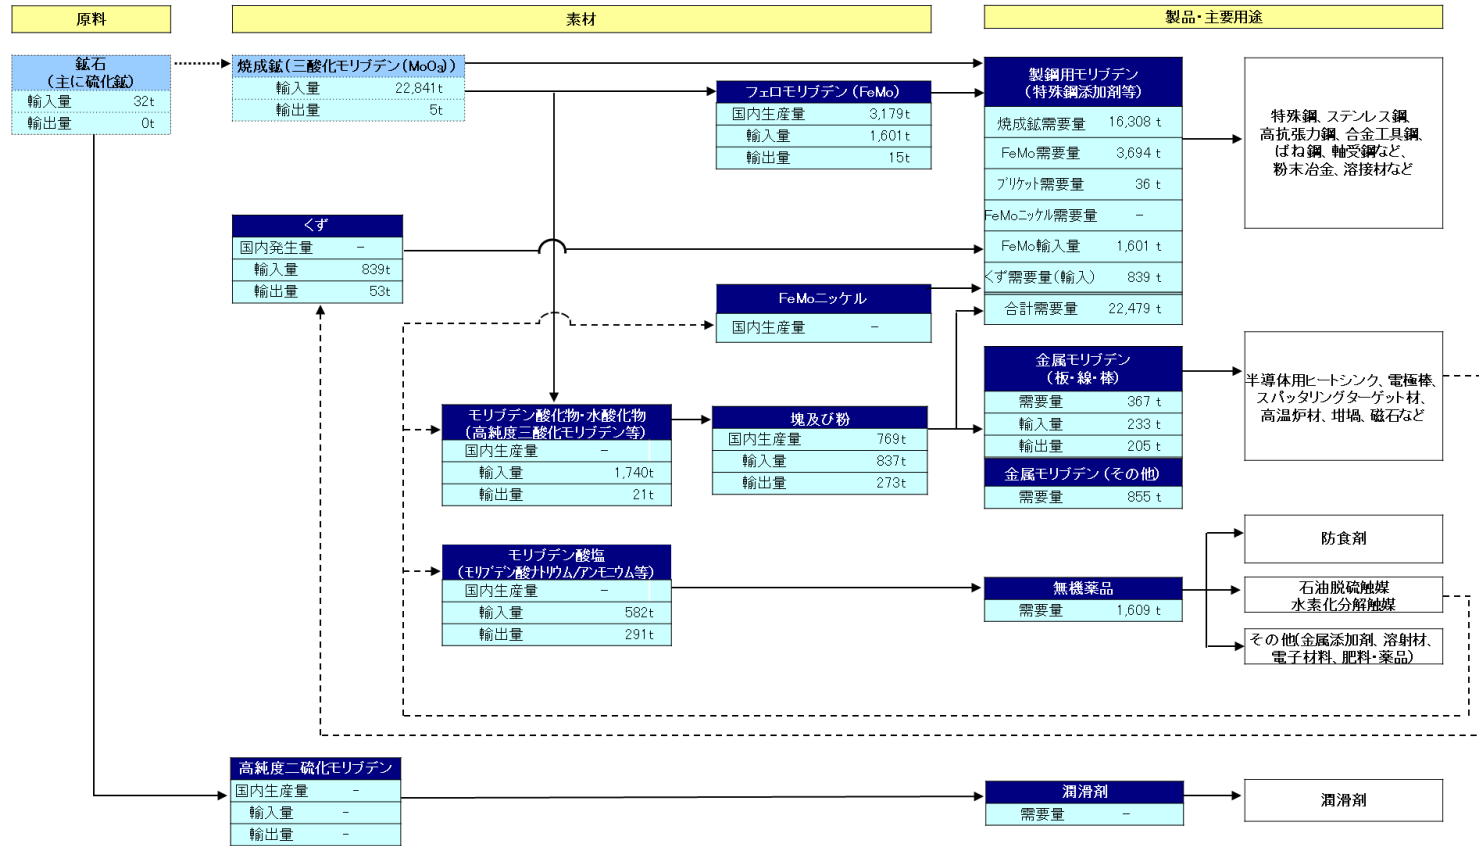 原料
素材
製品・主要用途
鉱石
(主に硫化鉱)
輸入量 32t
輸出量 0t
焼成鉱(三酸化モリブデン(MoO₃))
輸入量 22,841t
輸出量 5t
フェロモリブデン(FeMo)
国内生産量 3,179t
輸入量 1,601t
輸出量 15t
製鋼用モリブデン
(特殊鋼添加剤等)
焼成鉱需要量 16,308 t
FeMo需要量 3,694 t
ブリケット需要量 36 t
FeMoニッケル需要量 -
FeMo輸入量 1,601 t
くず需要量(輸入) 839 t
合計需要量 22,479 t
特殊鋼、ステンレス鋼、
高抗張力鋼、合金工具鋼、
ばね鋼、軸受鋼など、
粉末冶金、溶接材など
くず
国内発生量 -
輸入量 839t
輸出量 53t
FeMoニッケル
国内生産量 -
金属モリブデン
(板・線・棒)
需要量 367 t
輸入量 233 t
輸出量 205 t
金属モリブデン(その他)
需要量 855 t
半導体用ヒートシンク、電極棒、
スパッタリングターゲット材、
高温炉材、坩堝、磁石など
モリブデン酸化物・水酸化物
(高純度三酸化モリブデン等)
国内生産量 -
輸入量 1,740t
輸出量 21t
塊及び粉
国内生産量 769t
輸入量 837t
輸出量 273t
モリブデン酸塩
(モリブデン酸ナトリウム/アンモニウム等)
国内生産量 -
輸入量 582t
輸出量 291t
無機薬品
需要量 1,609 t
防食剤
石油脱硫触媒
水素化分解触媒
その他(金属添加剤、溶射材、
電子材料、肥料・薬品)
高純度二硫化モリブデン
国内生産量 -
輸入量 -
輸出量 -
潤滑剤
需要量 -
潤滑剤